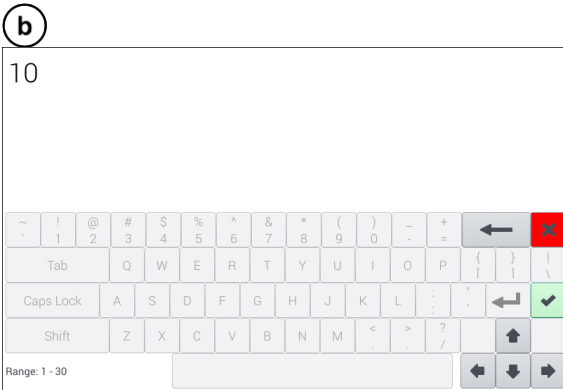 b
10
~ ! @ # $ % ^ & * ( ) _ +
` 1 2 3 4 5 6 7 8 9 0 - =
Tab Q W E R T Y U I O P { [ } ] | \
Caps Lock A S D F G H J K L : ; " '
Shift Z X C V B N M < , > . ? /
Range: 1 - 30